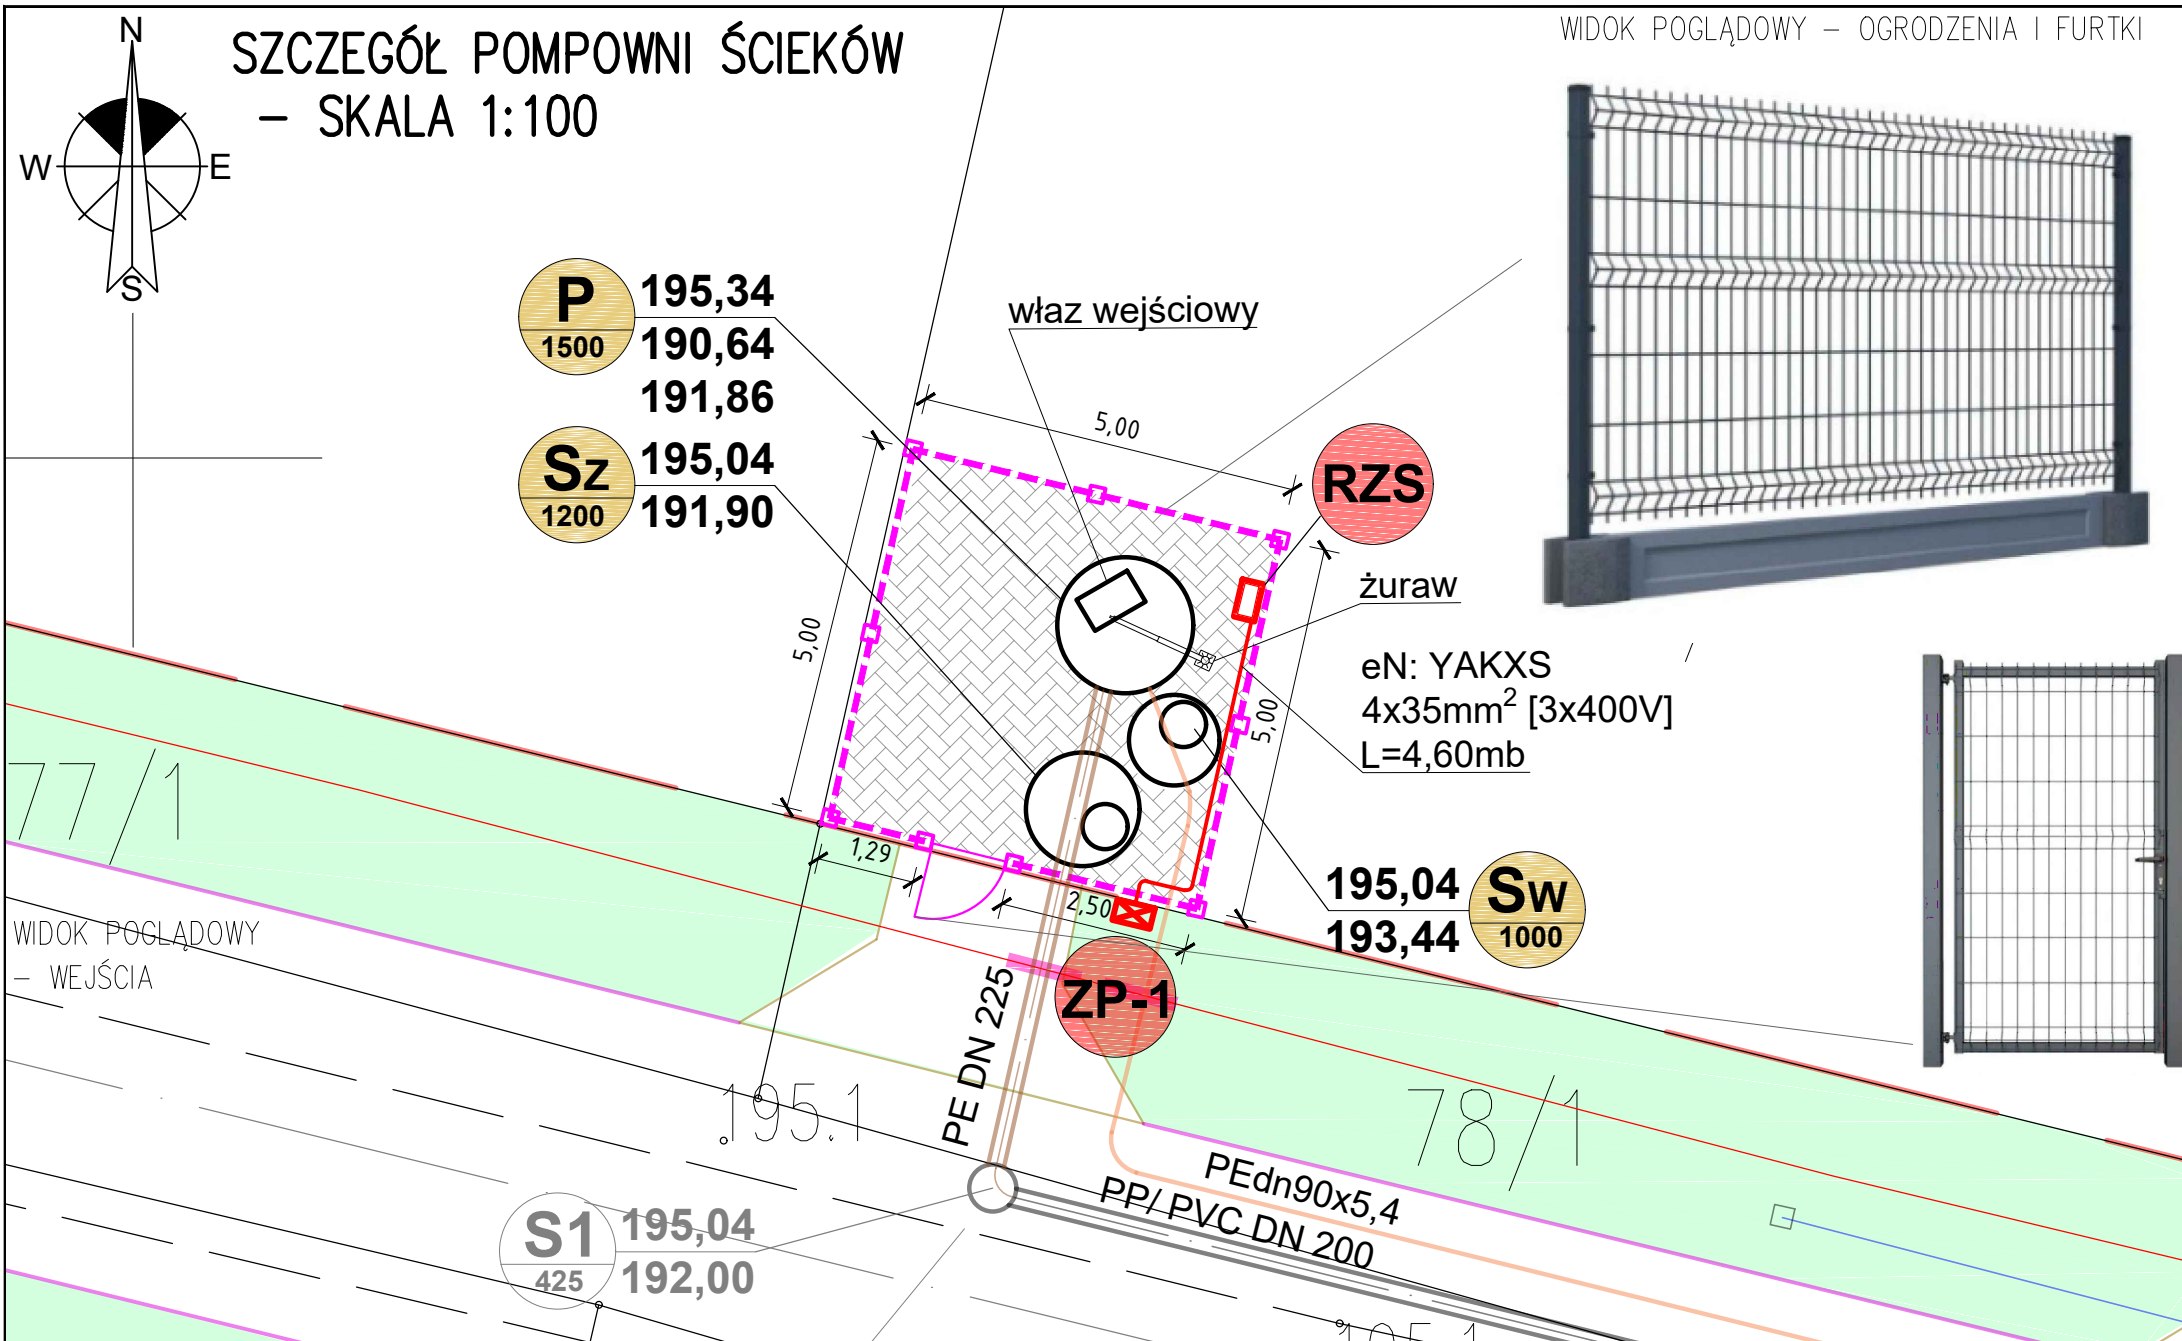 N
W
E
S
SZCZEGÓŁ POMPOWNI ŚCIEKÓW
– SKALA 1:100
WIDOK POGLĄDOWY – OGRODZENIA I FURTKI
P
1500
195,34
190,64
191,86
właz wejściowy
Sz
1200
195,04
191,90
5,00
RZS
żuraw
5,00
eN: YAKXS
4x35mm² [3x400V]
L=4,60mb
5,00
77/1
1,29
2,50
195,04
193,44
Sw
1000
WIDOK POGLĄDOWY
– WEJŚCIA
ZP-1
PE DN 225
195.1
78/1
PEdn90x5,4
PP/ PVC DN 200
S1
425
195,04
192,00